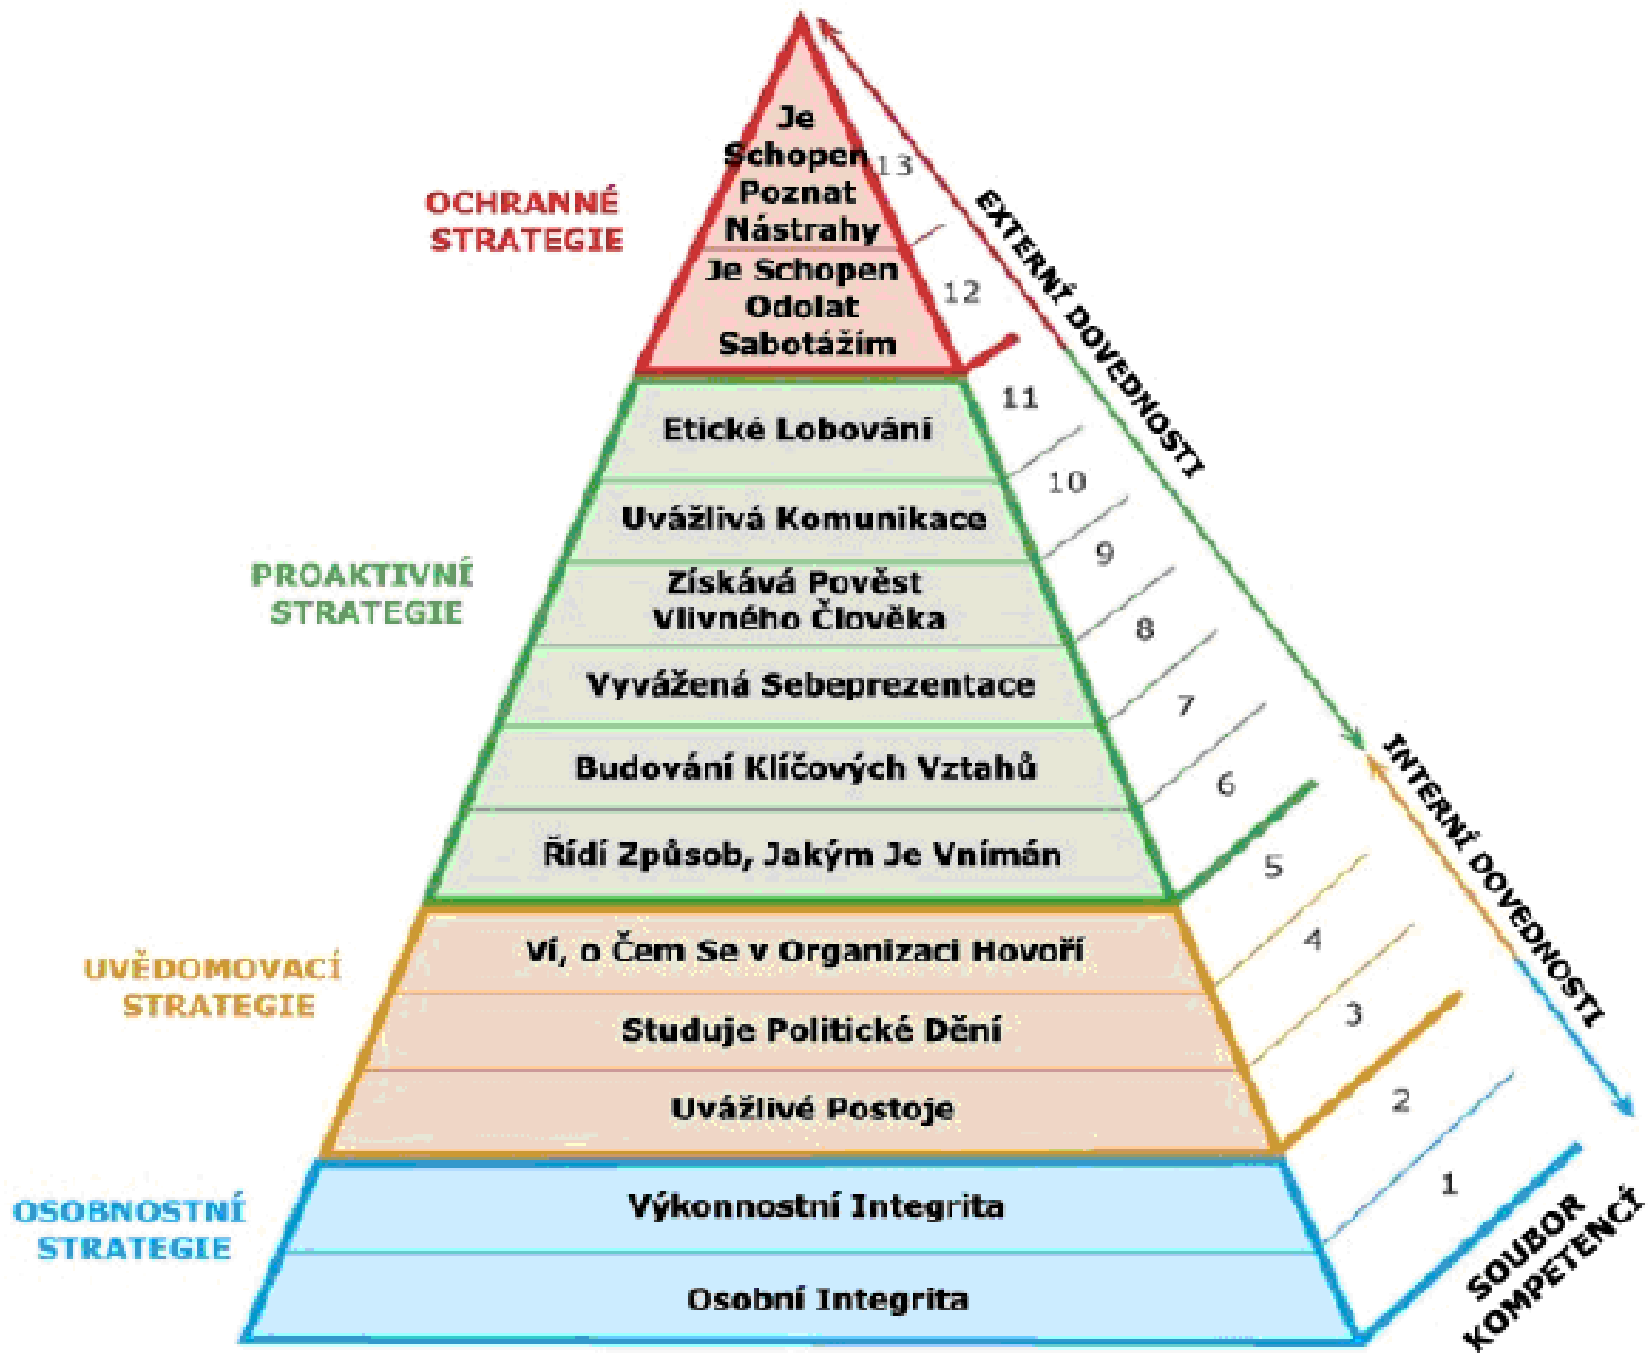 Je
Schopen
Poznat
Nástrahy
13
OCHRANNÉ
STRATEGIE
Je Schopen
Odolat
Sabotážím
12
EXTERNÍ DOVEDNOSTI
Etické Lobování
11
Uvážlivá Komunikace
10
PROAKTIVNÍ
STRATEGIE
Získává Pověst
Vlivného Člověka
9
Vyvážená Sebeprezentace
8
Budování Klíčových Vztahů
7
Řídí Způsob, Jakým Je Vnímán
6
INTERNÍ DOVEDNOSTI
UVĚDOMOVACÍ
STRATEGIE
Ví, o Čem Se v Organizaci Hovoří
5
Studuje Politické Dění
4
Uvážlivé Postoje
3
OSOBNOSTNÍ
STRATEGIE
Výkonnostní Integrita
2
Osobní Integrita
1
SOUBOR
KOMPETENCÍ